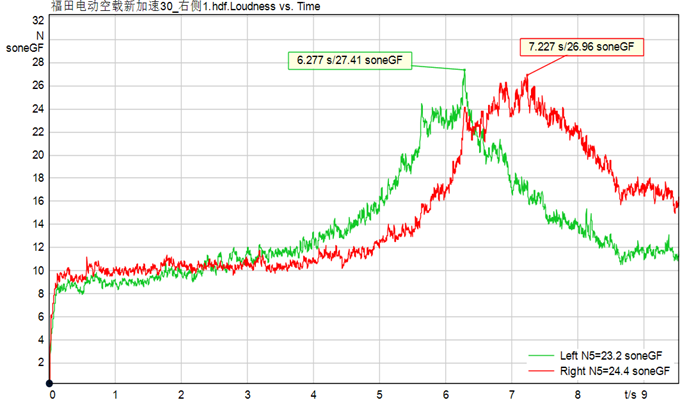 福田电动空载新加速30_右侧1.hdf.Loudness vs. Time
32
N
soneGF
28
26
24
22
20
18
16
14
12
10
8
6
4
2
6.277 s/27.41 soneGF
7.227 s/26.96 soneGF
Left N5=23.2 soneGF
Right N5=24.4 soneGF
0 1 2 3 4 5 6 7 8 t/s 9